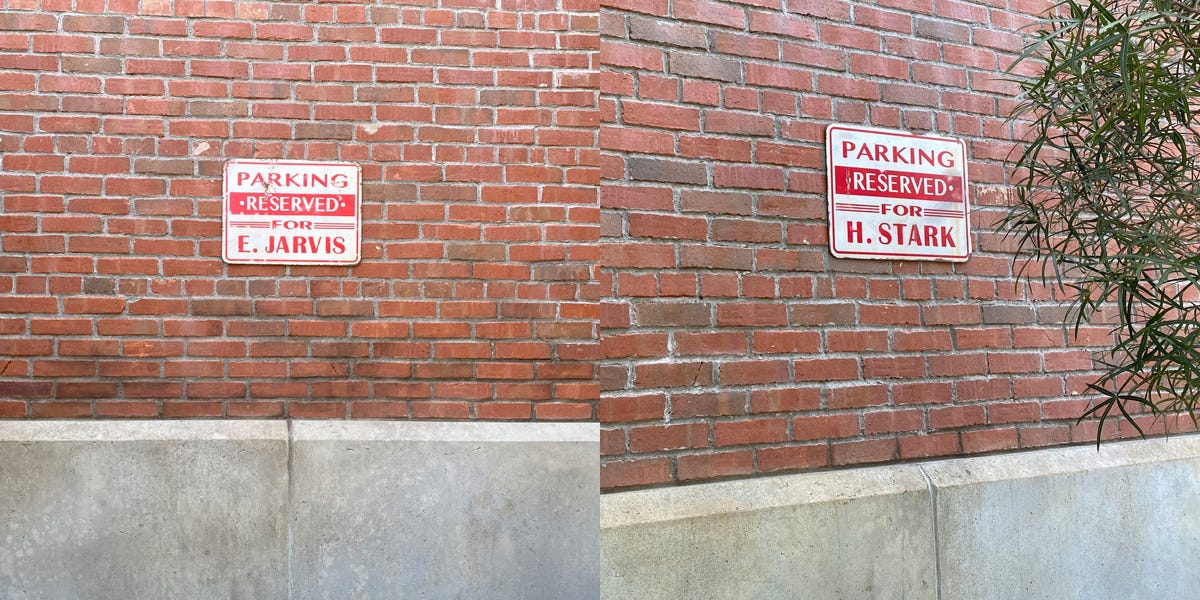 PARKING
·RESERVED·
FOR
E. JARVIS
PARKING
·RESERVED·
FOR
H. STARK